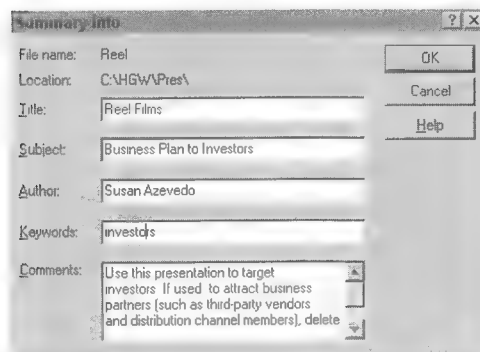 Summary Info
File name: Reel
OK
Location: C:\HGW\Pres\
Cancel
Title: Reel Films
Help
Subject: Business Plan to Investors
Author: Susan Azevedo
Keywords: investors
Comments: Use this presentation to target
investors If used to attract business
partners (such as third-party vendors
and distribution channel members), delete